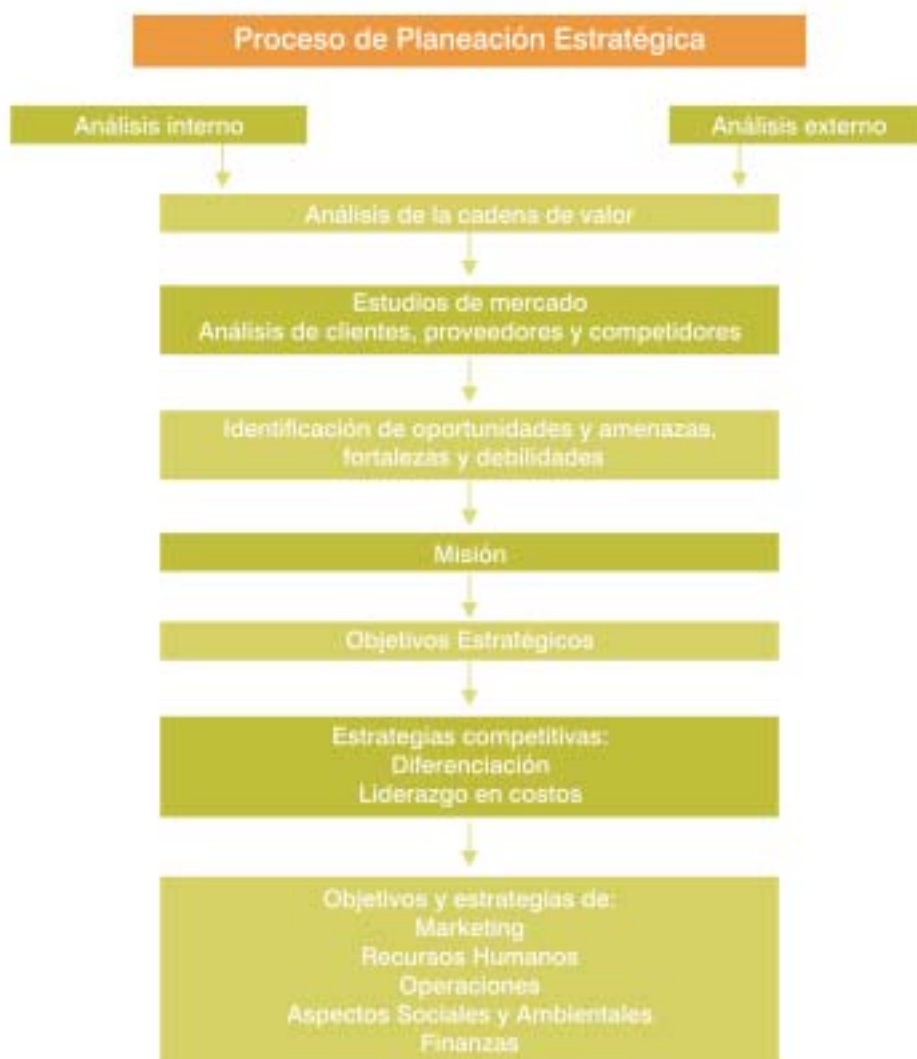 Proceso de Planeación Estratégica
Análisis interno
Análisis externo
Análisis de la cadena de valor
Estudios de mercado
Análisis de clientes, proveedores y competidores
Identificación de oportunidades y amenazas,
fortalezas y debilidades
Misión
Objetivos Estratégicos
Estrategias competitivas:
Diferenciación
Liderazgo en costos
Objetivos y estrategias de:
Marketing
Recursos Humanos
Operaciones
Aspectos Sociales y Ambientales
Finanzas